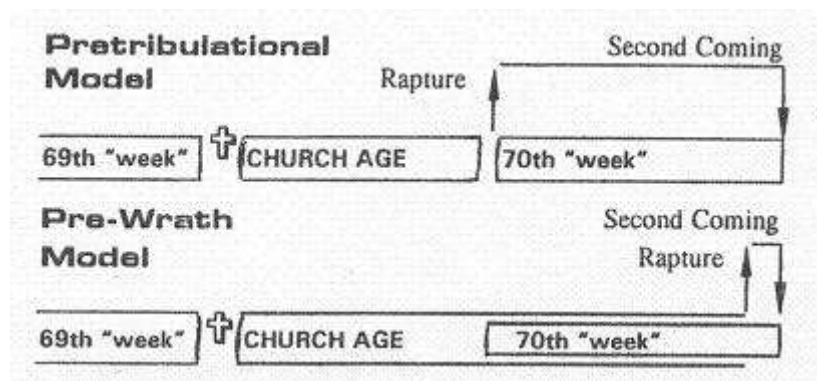 Pretribulational
Model
Second Coming
Rapture
69th "week"
CHURCH AGE
70th "week"
Pre-Wrath
Model
Second Coming
Rapture
69th "week"
CHURCH AGE
70th "week"